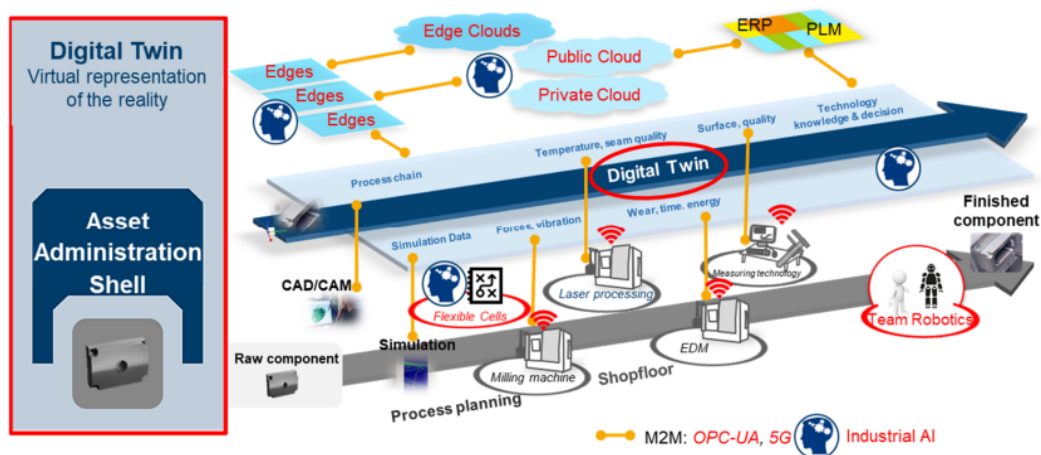 Digital Twin
Virtual representation
of the reality
Asset
Administration
Shell
Edge Clouds
Edges
Edges
Edges
Public Cloud
Private Cloud
ERP
PLM
Process chain
Temperature, seam quality
Surface, quality
Technology
knowledge & decision
Digital Twin
Simulation Data
Forces, vibration
Wear, time, energy
Finished
component
CAD/CAM
Flexible Cells
Laser processing
Measuring technology
Team Robotics
Raw component
Simulation
Milling machine
EDM
Shopfloor
Process planning
M2M: OPC-UA, 5G
Industrial AI